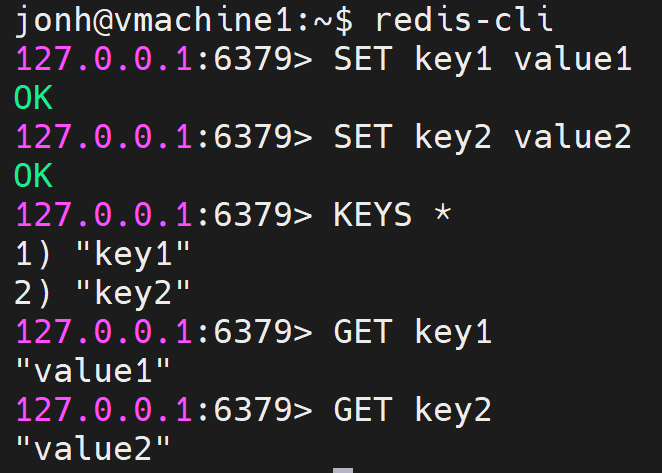 jonh@vmachine1:~$ redis-cli
127.0.0.1:6379> SET key1 value1
OK
127.0.0.1:6379> SET key2 value2
OK
127.0.0.1:6379> KEYS *
1) "key1"
2) "key2"
127.0.0.1:6379> GET key1
"value1"
127.0.0.1:6379> GET key2
"value2"